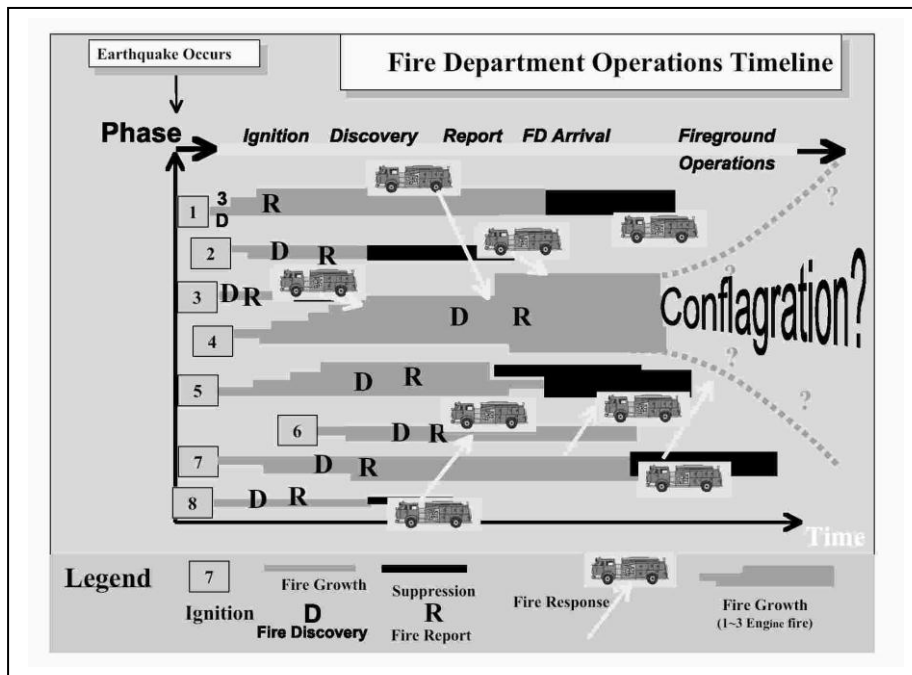 Earthquake Occurs
Fire Department Operations Timeline
Phase
Ignition Discovery Report FD Arrival Fireground
Operations
1 3 R
D
?
2 D R
3 D R
?
Conflagration?
4 D R
?
5 D R
?
6 D R
7 D R
8 D R
Time
Legend
7 Fire Growth Suppression Fire Response Fire Growth
(1~3 Engine fire)
Ignition D R
Fire Discovery Fire Report